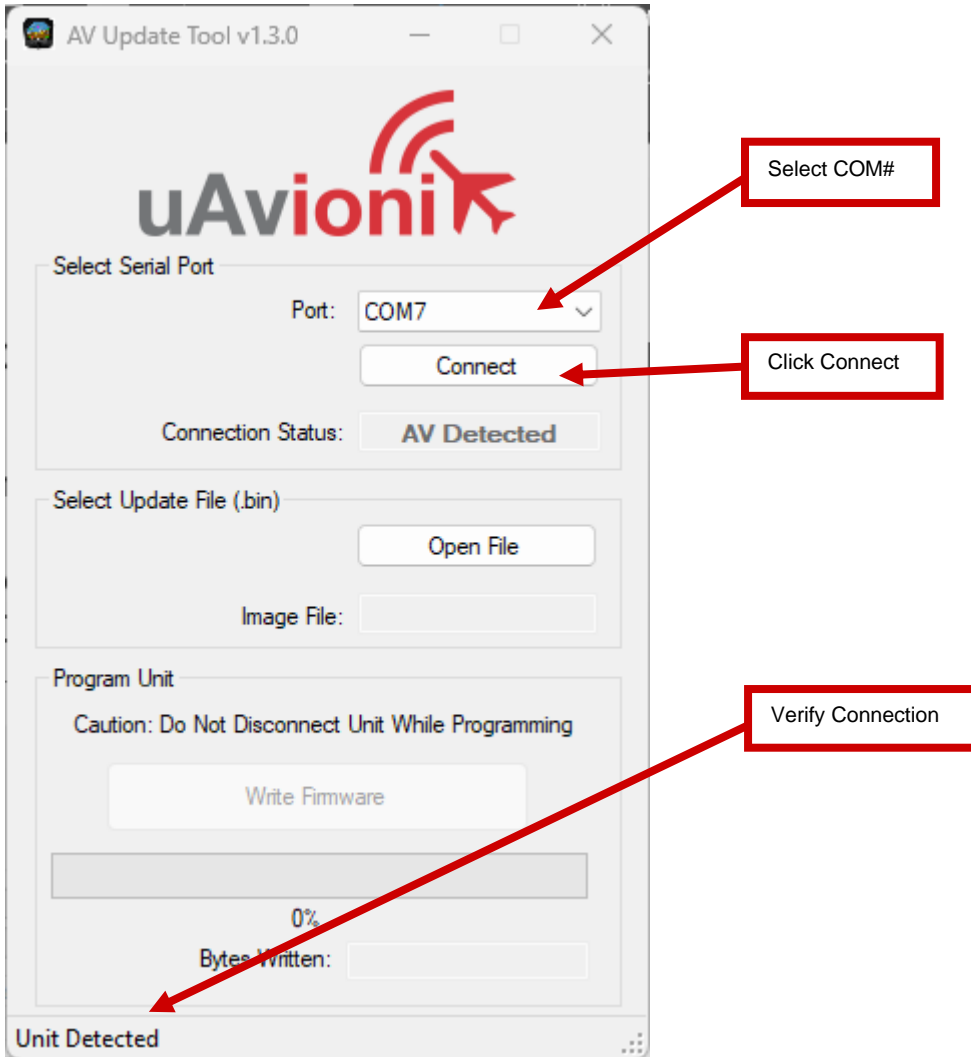 AV Update Tool v1.3.0
uAvionix
Select COM#
Select Serial Port
Port: COM7
Connect
Click Connect
Connection Status: AV Detected
Select Update File (.bin)
Open File
Image File:
Program Unit
Caution: Do Not Disconnect Unit While Programming
Verify Connection
Write Firmware
0%
Bytes Written:
Unit Detected